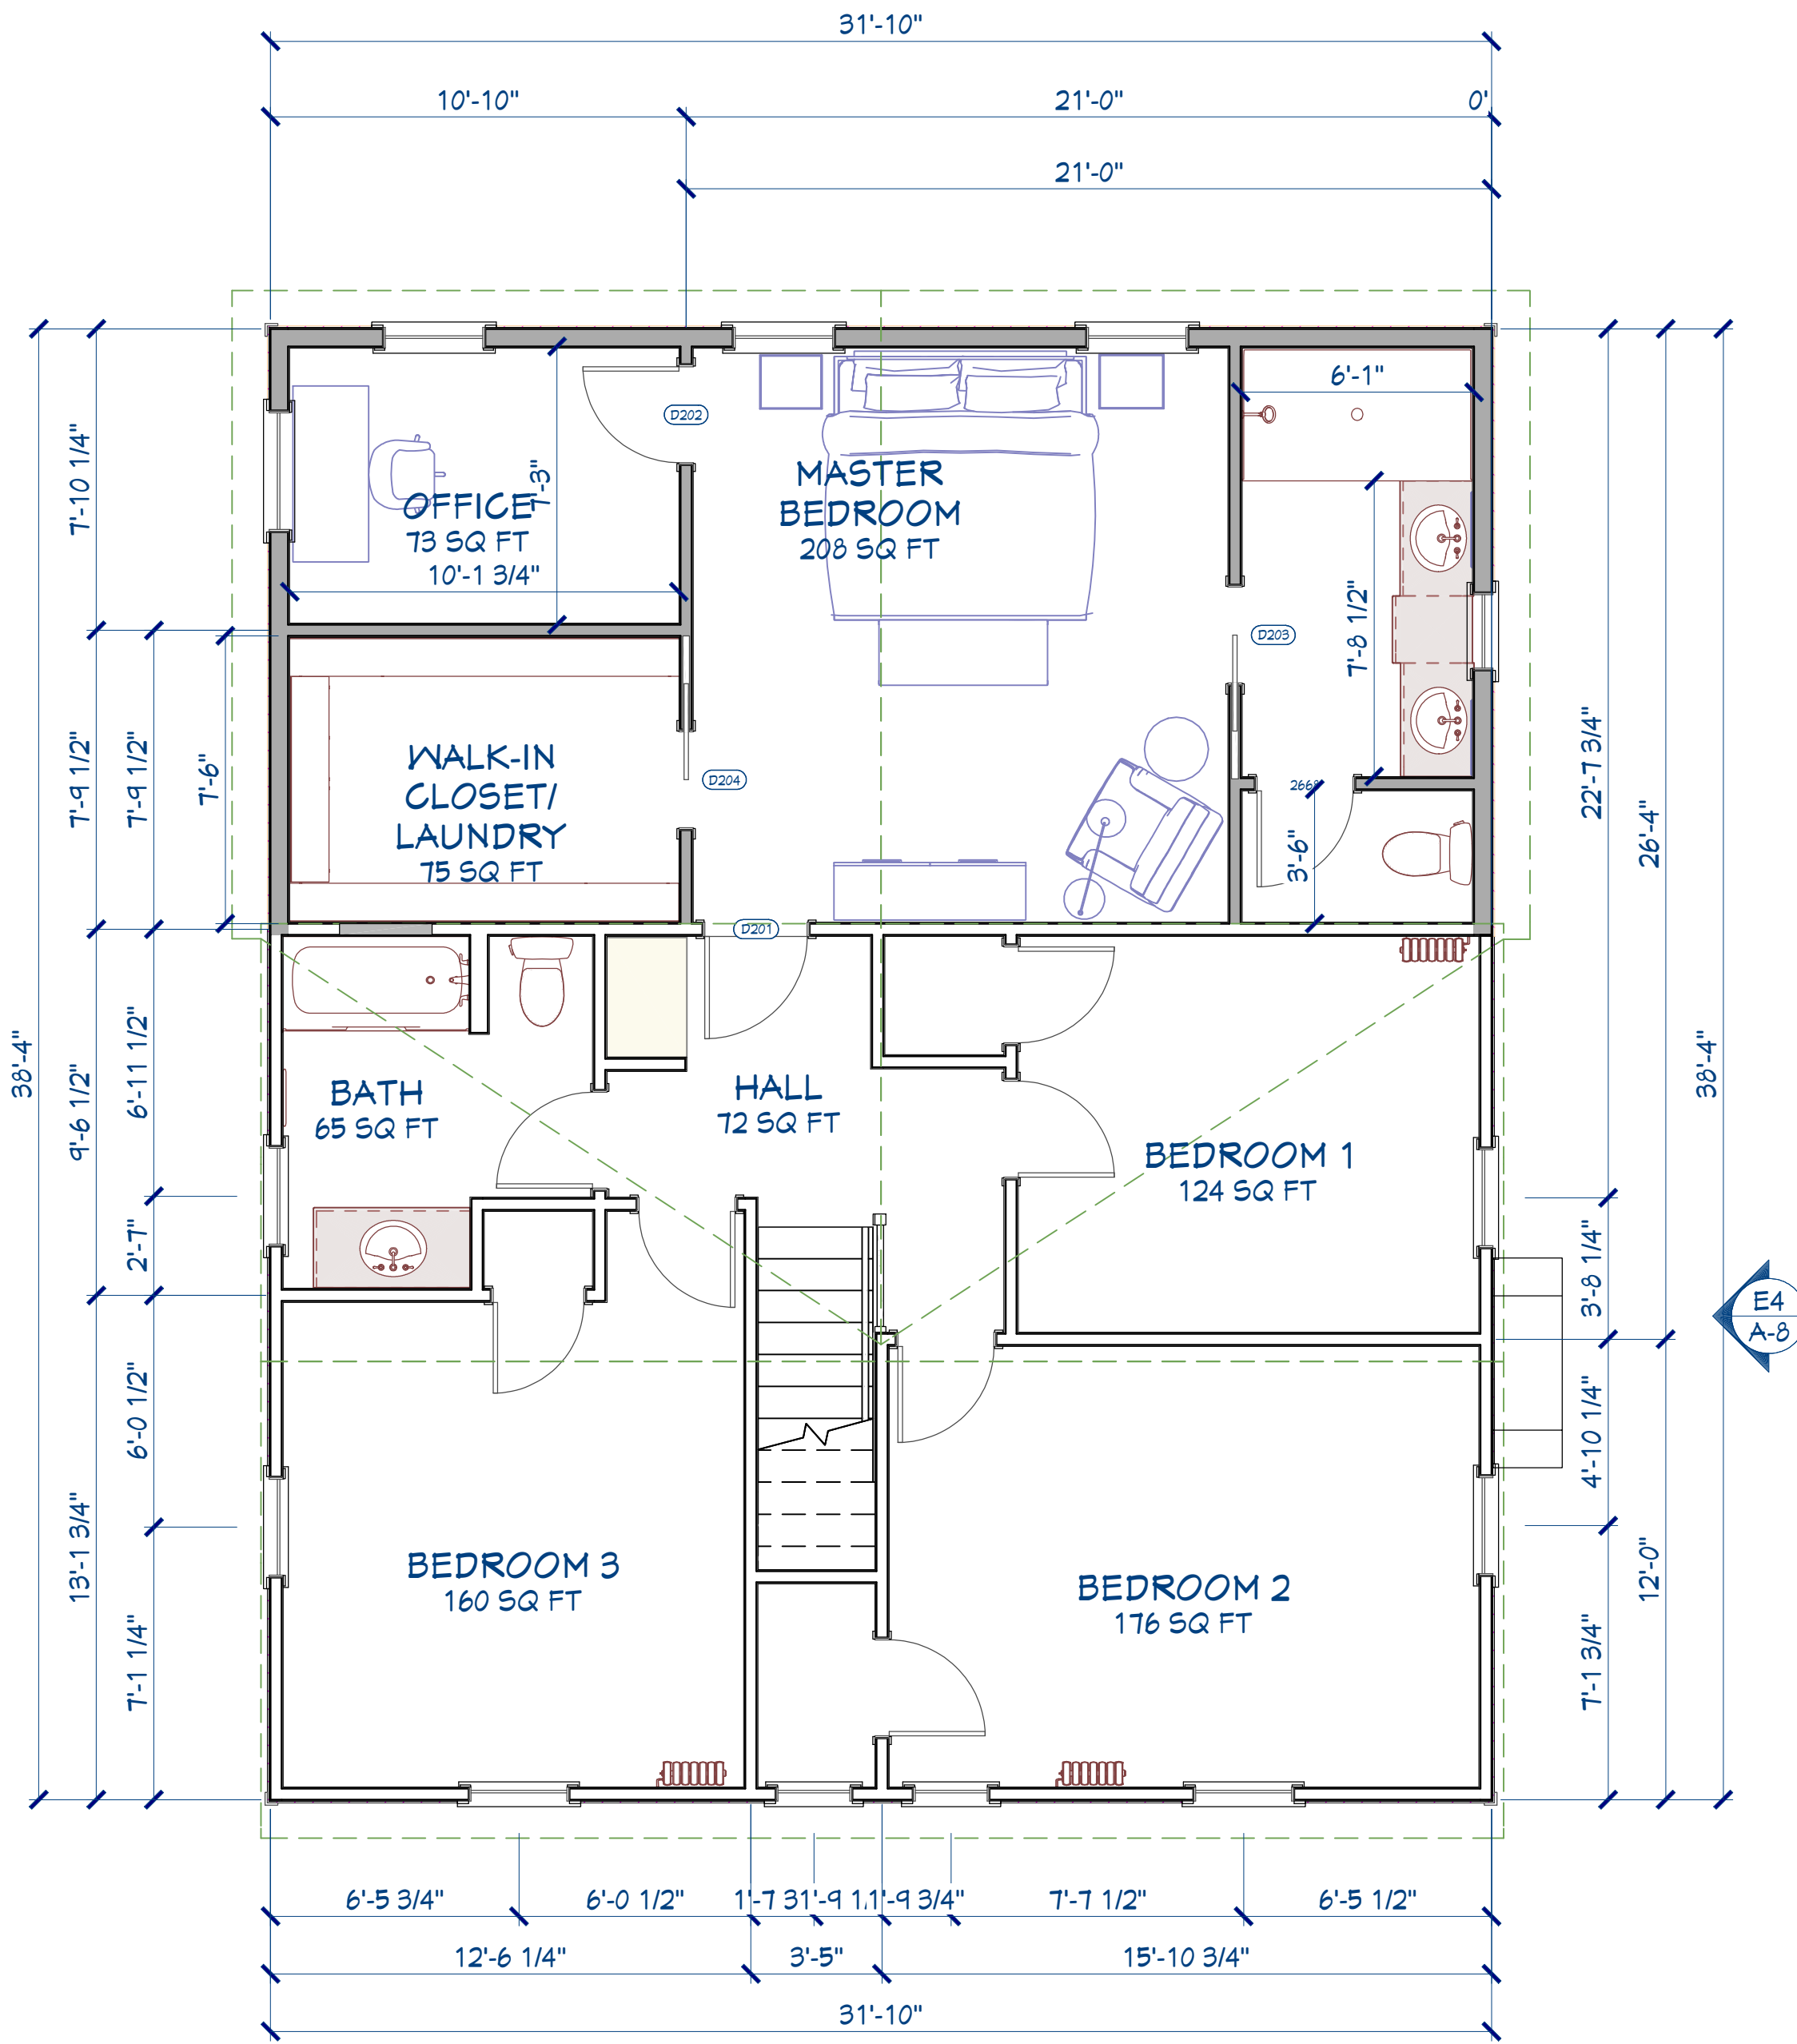 31'-10"
10'-10"
21'-0"
0'
21'-0"
6'-1"
D202
7'-10 1/4"
MASTER
BEDROOM
208 SQ FT
OFFICE
73 SQ FT
10'-1 3/4"
7'-8 1/2"
D203
WALK-IN
CLOSET/
LAUNDRY
75 SQ FT
D204
7'-9 1/2"
7'-9 1/2"
7'-6"
3'-6"
22'-7 3/4"
26'-4"
D201
38'-4"
9'-6 1/2"
6'-11 1/2"
BATH
65 SQ FT
HALL
72 SQ FT
BEDROOM 1
124 SQ FT
38'-4"
2'-7"
3'-8 1/4"
E4
A-8
6'-0 1/2"
4'-10 1/4"
13'-1 3/4"
12'-0"
BEDROOM 3
160 SQ FT
BEDROOM 2
176 SQ FT
7'-1 1/4"
7'-1 3/4"
6'-5 3/4"
6'-0 1/2"
1'-9 3/4"
7'-7 1/2"
6'-5 1/2"
12'-6 1/4"
3'-5"
15'-10 3/4"
31'-10"